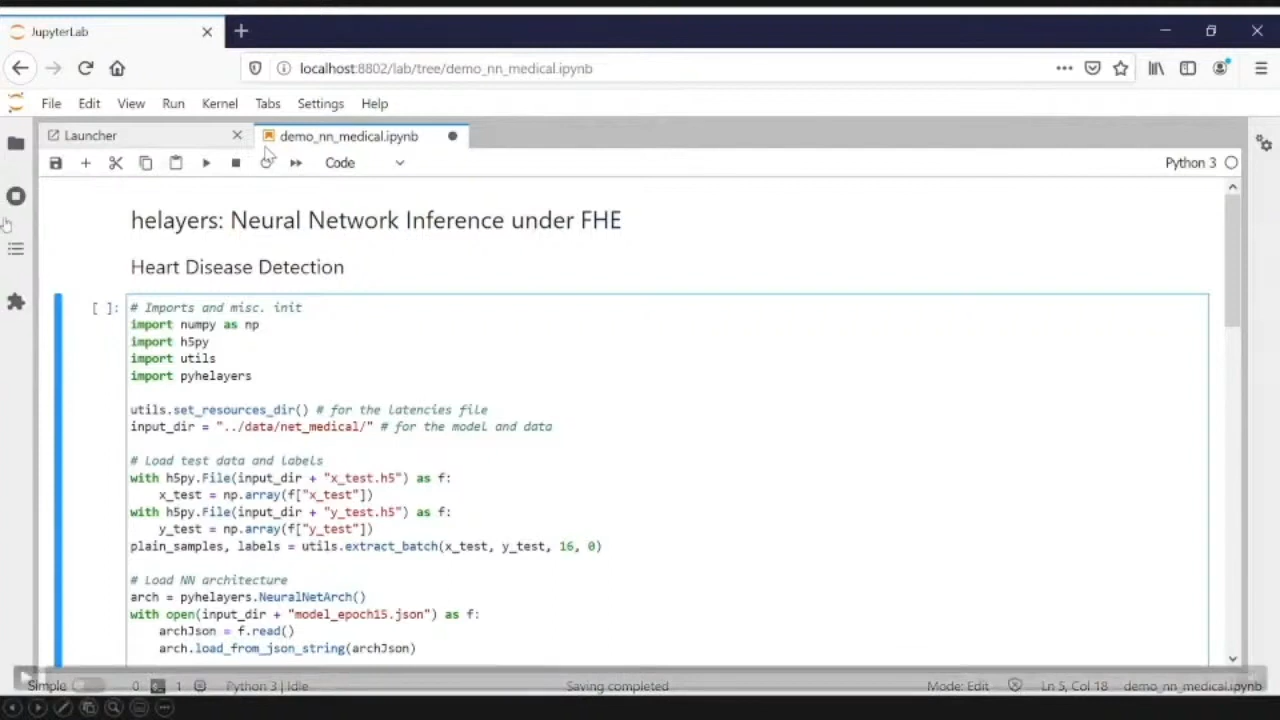 JupyterLab
localhost:8802/lab/tree/demo_nn_medical.ipynb
File Edit View Run Kernel Tabs Settings Help
Launcher demo_nn_medical.ipynb
Code Python 3
helayers: Neural Network Inference under FHE
Heart Disease Detection
[ ]: # Imports and misc. init
import numpy as np
import h5py
import utils
import pyhelayers
utils.set_resources_dir() # for the latencies file
input_dir = "../data/net_medical/" # for the model and data
# Load test data and labels
with h5py.File(input_dir + "x_test.h5") as f:
x_test = np.array(f["x_test"])
with h5py.File(input_dir + "y_test.h5") as f:
y_test = np.array(f["y_test"])
plain_samples, labels = utils.extract_batch(x_test, y_test, 16, 0)
# Load NN architecture
arch = pyhelayers.NeuralNetArch()
with open(input_dir + "model_epoch15.json") as f:
archJson = f.read()
arch.load_from_json_string(archJson)
Simple 0 1 Python 3 | Idle Saving completed Mode: Edit Ln 5, Col 18 demo_nn_medical.ipynb